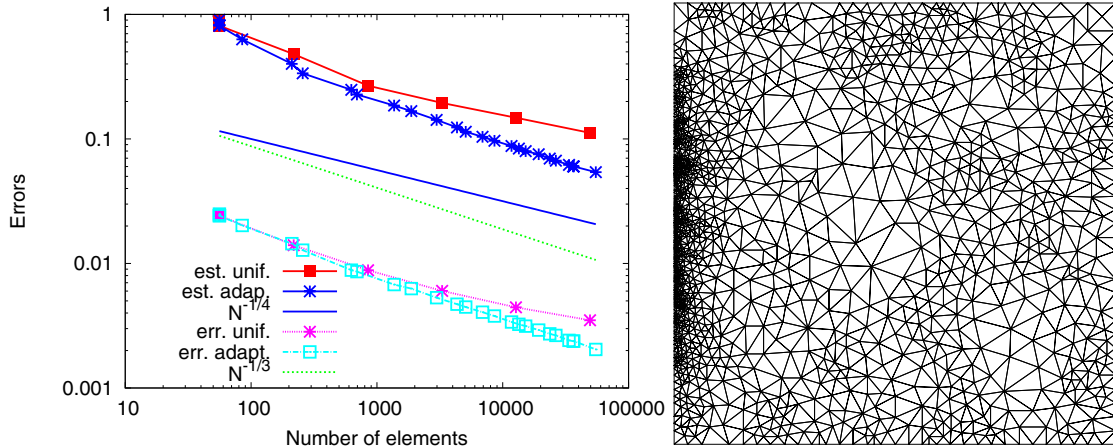 1
0.1
0.01
0.001
Errors
est. unif.
est. adap.
N^-1/4
err. unif.
err. adapt.
N^-1/3
10 100 1000 10000 100000
Number of elements